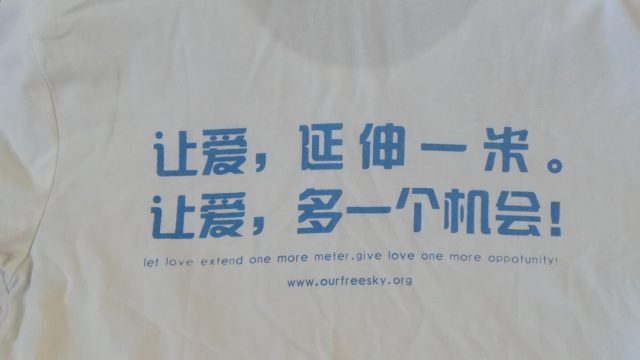 让爱，延伸一米。
让爱，多一个机会!
let love extend one more meter.give love one more oppotunity!
www.ourfreesky.org